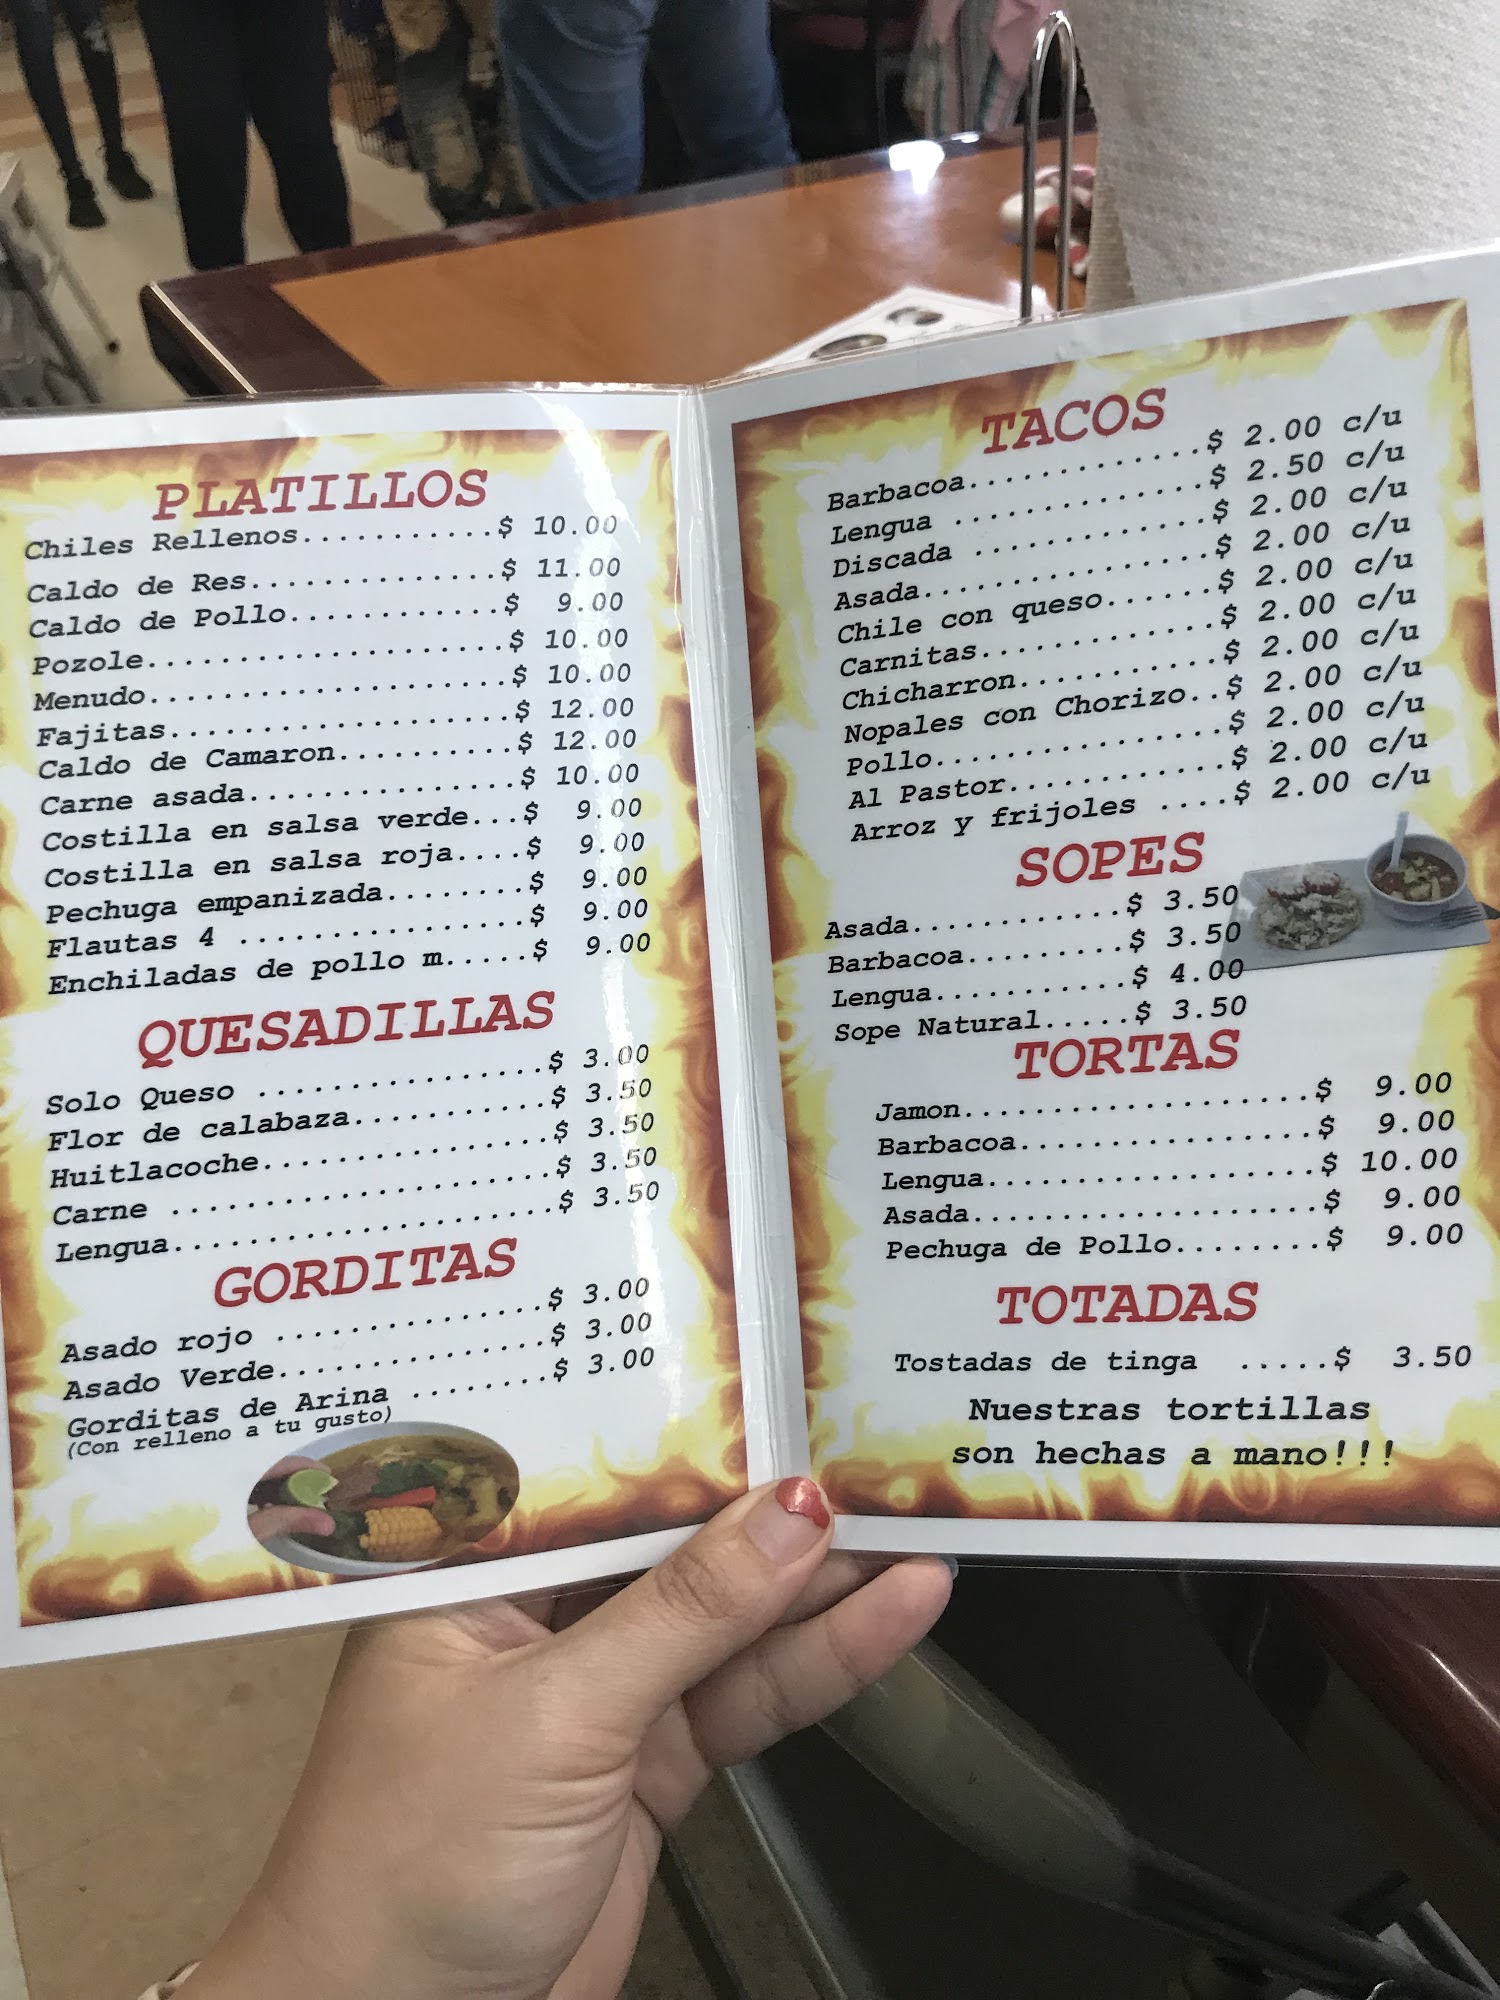 PLATILLOS
Chiles Rellenos...........$ 10.00
Caldo de Res..............$ 11.00
Caldo de Pollo............$ 9.00
Pozole....................$ 10.00
Menudo....................$ 10.00
Fajitas...................$ 12.00
Caldo de Camaron..........$ 12.00
Carne asada...............$ 10.00
Costilla en salsa verde...$ 9.00
Costilla en salsa roja....$ 9.00
Pechuga empanizada........$ 9.00
Flautas 4 ................$ 9.00
Enchiladas de pollo m.....$ 9.00
QUESADILLAS
Solo Queso ................$ 3.00
Flor de calabaza...........$ 3.50
Huitlacoche................$ 3.50
Carne .....................$ 3.50
Lengua.....................$ 3.50
GORDITAS
Asado rojo ...............$ 3.00
Asado Verde...............$ 3.00
Gorditas de Arina ........$ 3.00
(Con relleno a tu gusto)
TACOS
Barbacoa...........$ 2.00 c/u
Lengua ............$ 2.50 c/u
Discada ...........$ 2.00 c/u
Asada..............$ 2.00 c/u
Chile con queso......$ 2.00 c/u
Carnitas...........$ 2.00 c/u
Chicharron..........$ 2.00 c/u
Nopales con Chorizo..$ 2.00 c/u
Pollo..............$ 2.00 c/u
Al Pastor...........$ 2.00 c/u
Arroz y frijoles ....$ 2.00 c/u
SOPES
Asada............$ 3.50
Barbacoa.........$ 3.50
Lengua...........$ 4.00
Sope Natural.....$ 3.50
TORTAS
Jamon....................$ 9.00
Barbacoa.................$ 9.00
Lengua...................$ 10.00
Asada....................$ 9.00
Pechuga de Pollo........$ 9.00
TOTADAS
Tostadas de tinga .....$ 3.50
Nuestras tortillas
son hechas a mano!!!